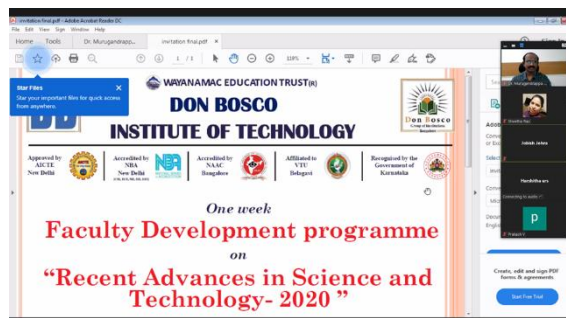 invitation final.pdf - Adobe Acrobat Reader DC
File Edit View Sign Window Help
Home Tools Dr. Murugandrapp... invitation final.pdf ×
1 / 1
Star Files ×
Star your important files for quick access
from anywhere.
WAYANAMAC EDUCATION TRUST(R)
DON BOSCO
INSTITUTE OF TECHNOLOGY
Don Bosco
Approved by
AICTE
New Delhi
Accredited by
NBA
New Delhi
Accredited by
NAAC
Bangalore
Affiliated to
VTU
Belagavi
Recognised by the
Government of
Karnataka
One week
Faculty Development programme
on
“Recent Advances in Science and
Technology- 2020 ”
Create, edit and sign PDF
forms & agreements
Start Free Trial
P